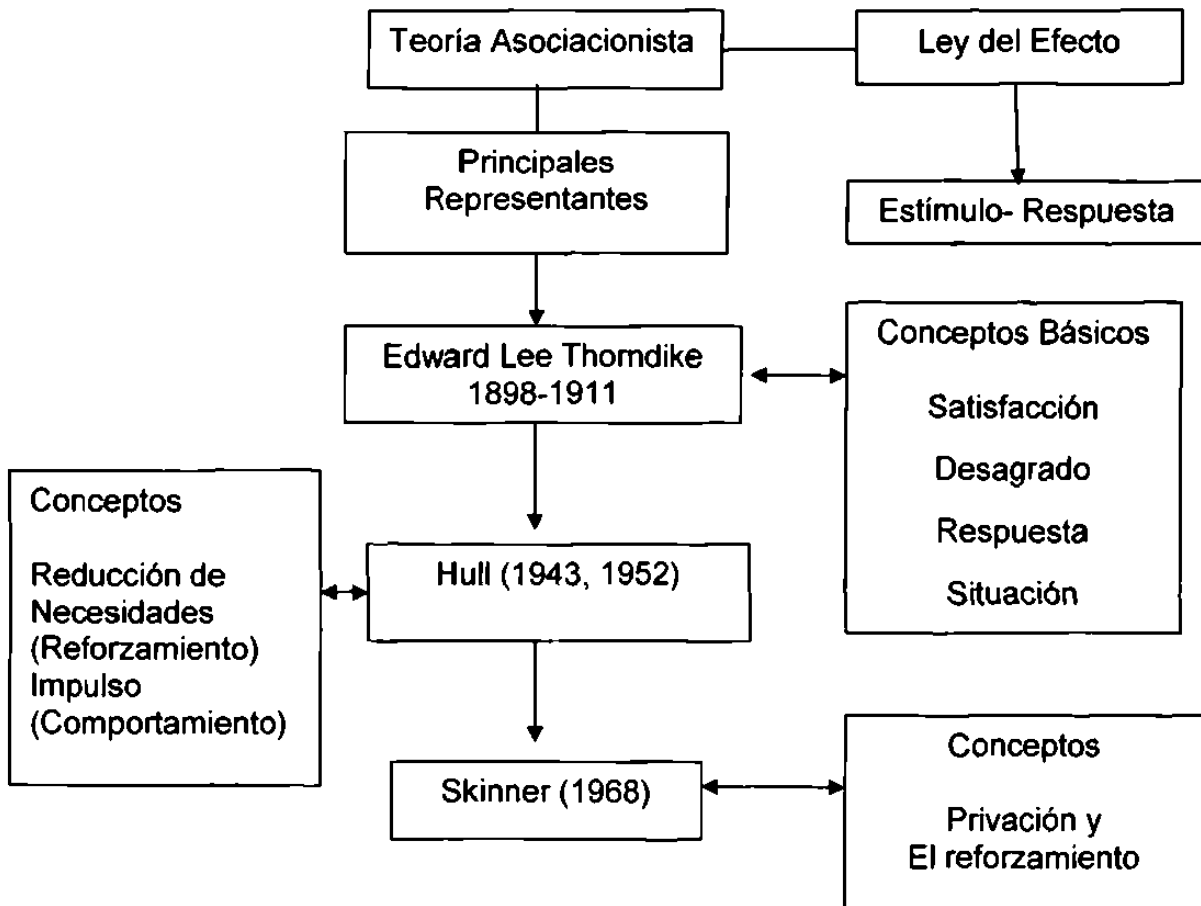 Teoría Asociacionista
Ley del Efecto
Principales
Representantes
Estímulo- Respuesta
Edward Lee Thorndike
1898-1911
Conceptos Básicos
Satisfacción
Desagrado
Respuesta
Situación
Conceptos
Reducción de
Necesidades
(Reforzamiento)
Impulso
(Comportamiento)
Hull (1943, 1952)
Skinner (1968)
Conceptos
Privación y
El reforzamiento